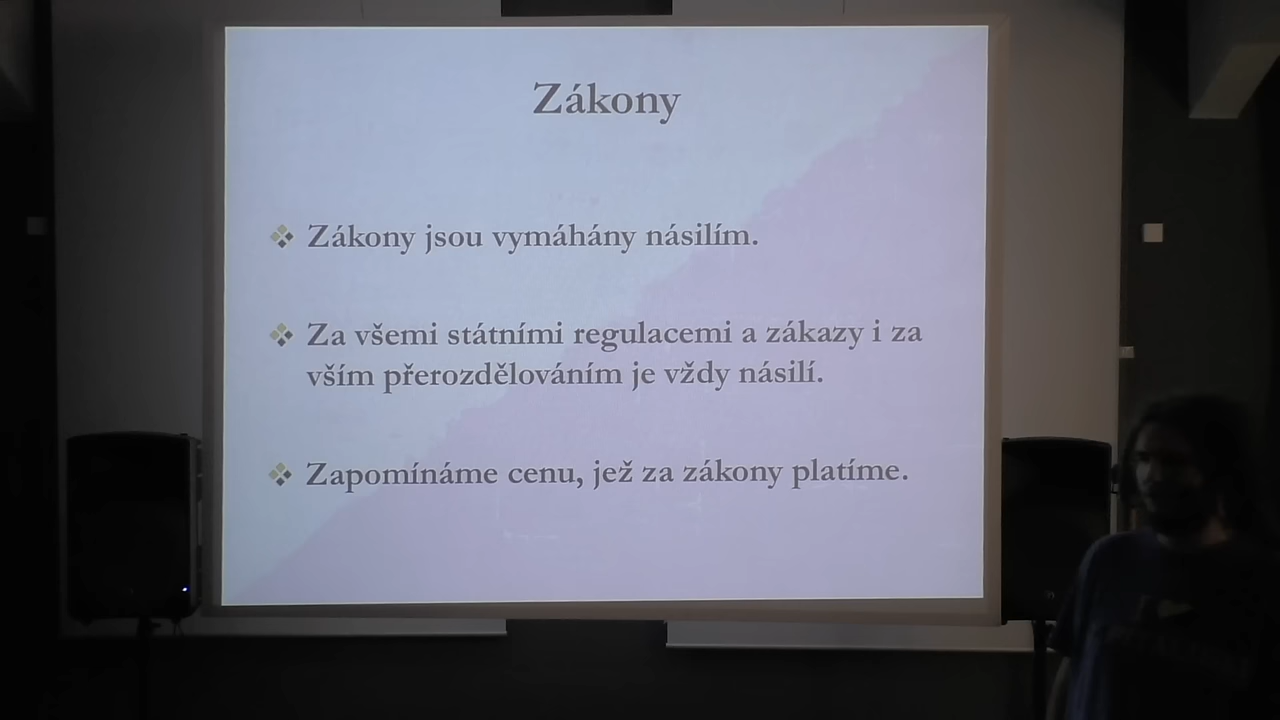 Zákony
Zákony jsou vymáhány násilím.
Za všemi státními regulacemi a zákazy i za
vším přerozdělováním je vždy násilí.
Zapomínáme cenu, jež za zákony platíme.